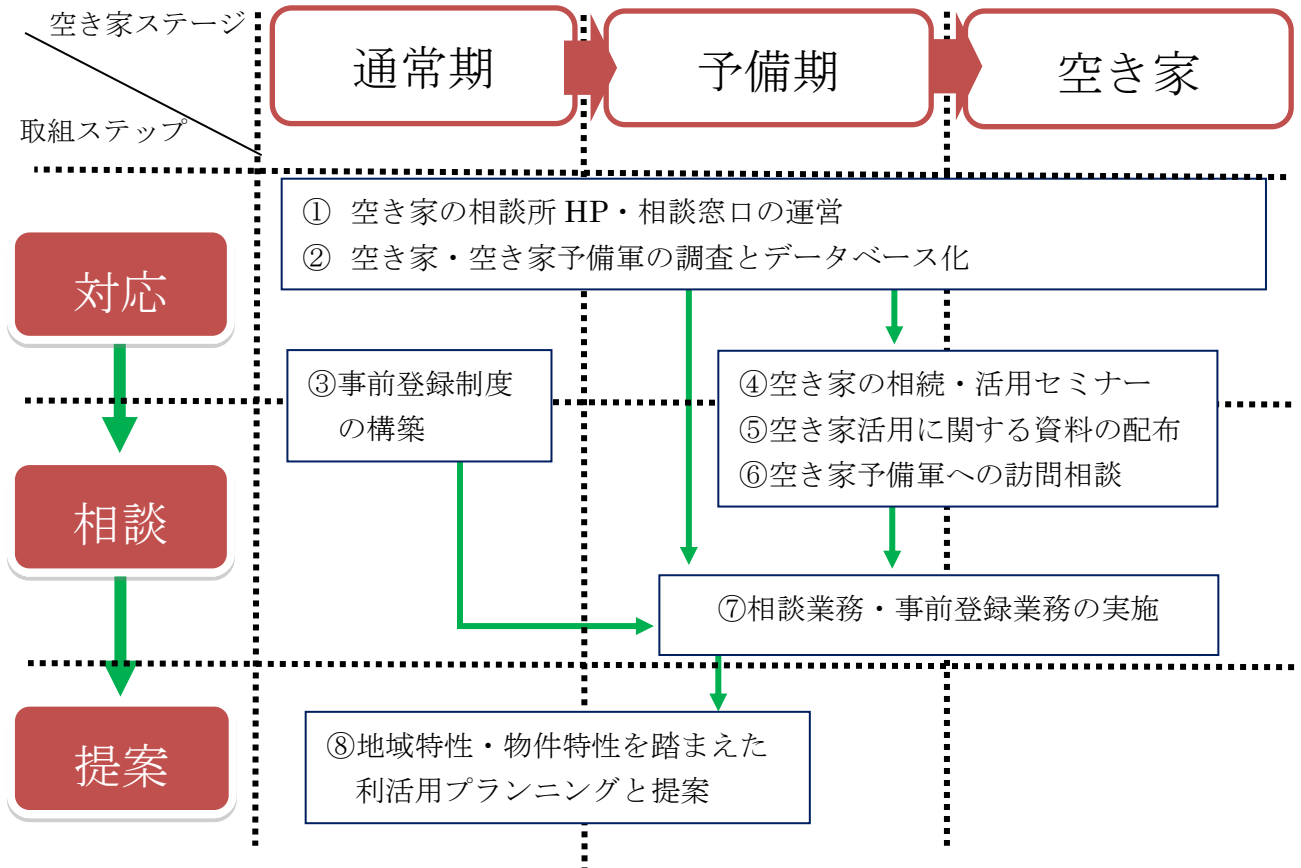 空き家ステージ
取組ステップ
通常期
予備期
空き家
対応
① 空き家の相談所 HP・相談窓口の運営
② 空き家・空き家予備軍の調査とデータベース化
③事前登録制度
の構築
④空き家の相続・活用セミナー
⑤空き家活用に関する資料の配布
⑥空き家予備軍への訪問相談
相談
⑦相談業務・事前登録業務の実施
提案
⑧地域特性・物件特性を踏まえた
利活用プランニングと提案